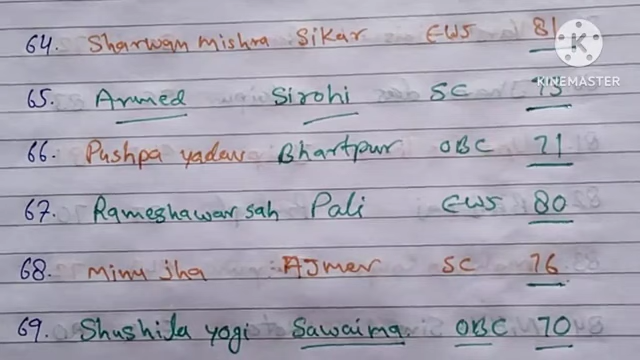 64. Sharwan mishra Sikar EWS 81
KINEMASTER
65. Armed Sirohi SC 75
66. Pushpa yadav Bhartpur OBC 71
67. Rameshawar sah Pali EWS 80
68. minu jha AJmer SC 76
69. Shushila yogi Sawaima. OBC 70